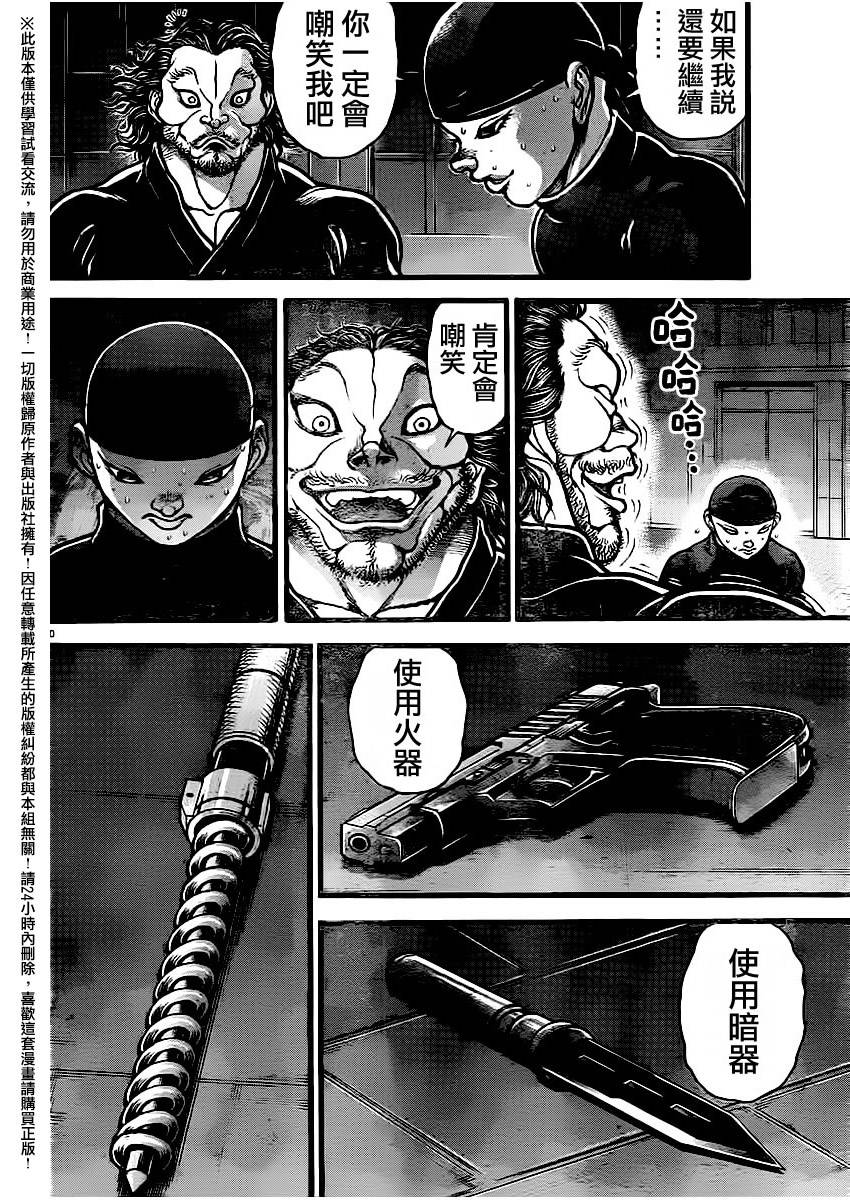 如果我說
還要繼續
……
你一定會
嘲笑我吧
哈哈哈…
肯定會
嘲笑
使用火器
使用暗器
※此版本僅供學習試看交流，請勿用於商業用途！一切版權歸原作者與出版社擁有！因任意轉載所產生的版權糾紛都與本組無關！請24小時內刪除，喜歡這套漫畫請購買正版！